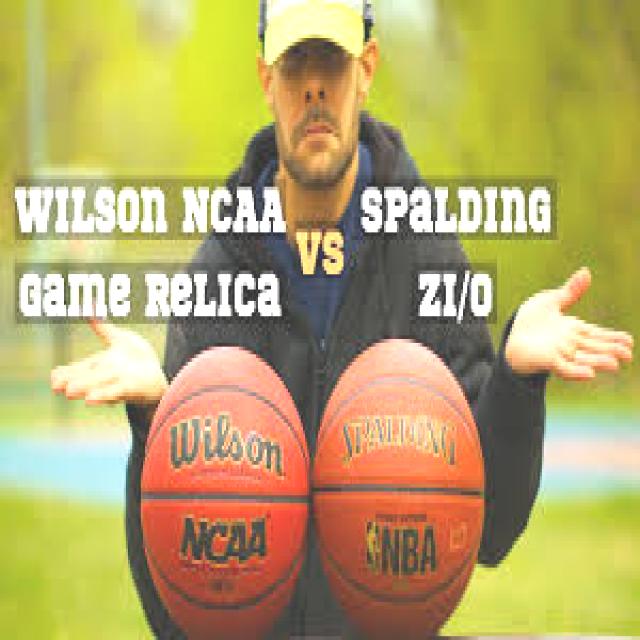 WILSON NCAA
GAME RELICA
VS
SPALDING
ZI/O
Wilson
NCAA
SPALDING
NBA